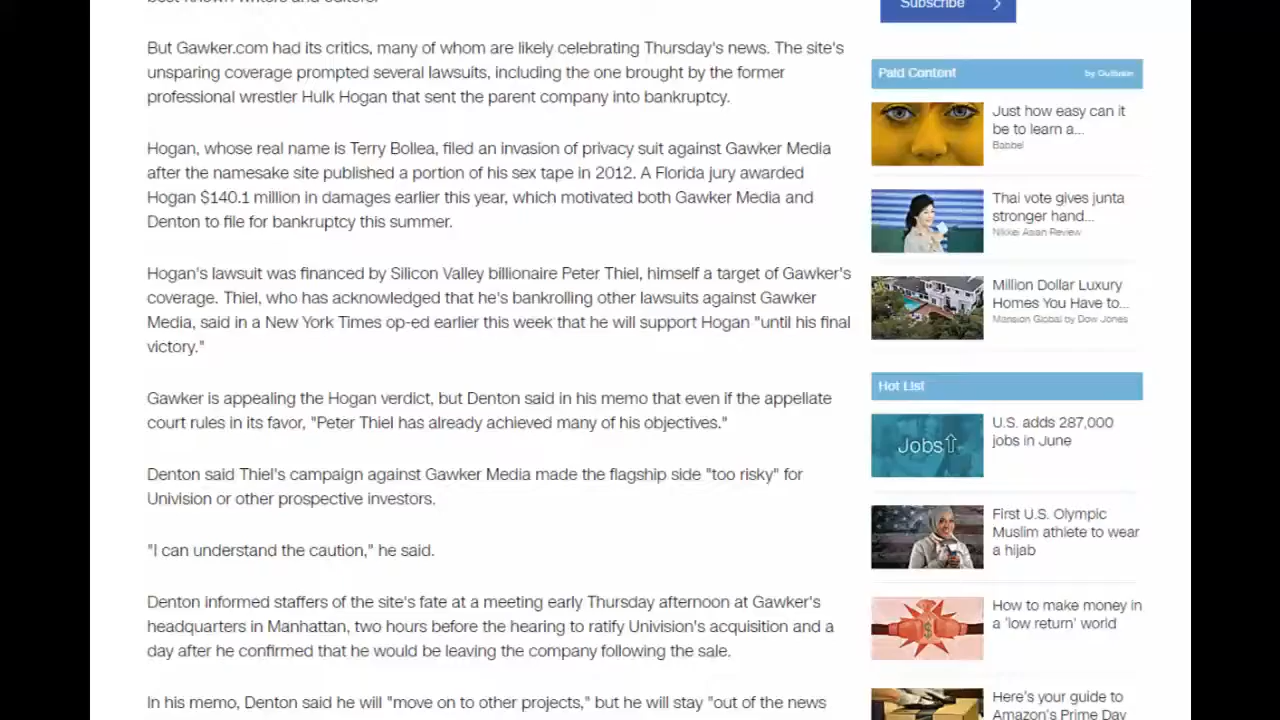 best-known writers and editors.
But Gawker.com had its critics, many of whom are likely celebrating Thursday's news. The site's
unsparing coverage prompted several lawsuits, including the one brought by the former
professional wrestler Hulk Hogan that sent the parent company into bankruptcy.
Hogan, whose real name is Terry Bollea, filed an invasion of privacy suit against Gawker Media
after the namesake site published a portion of his sex tape in 2012. A Florida jury awarded
Hogan $140.1 million in damages earlier this year, which motivated both Gawker Media and
Denton to file for bankruptcy this summer.
Hogan's lawsuit was financed by Silicon Valley billionaire Peter Thiel, himself a target of Gawker's
coverage. Thiel, who has acknowledged that he's bankrolling other lawsuits against Gawker
Media, said in a New York Times op-ed earlier this week that he will support Hogan "until his final
victory."
Gawker is appealing the Hogan verdict, but Denton said in his memo that even if the appellate
court rules in its favor, "Peter Thiel has already achieved many of his objectives."
Denton said Thiel's campaign against Gawker Media made the flagship side "too risky" for
Univision or other prospective investors.
"I can understand the caution," he said.
Denton informed staffers of the site's fate at a meeting early Thursday afternoon at Gawker's
headquarters in Manhattan, two hours before the hearing to ratify Univision's acquisition and a
day after he confirmed that he would be leaving the company following the sale.
In his memo, Denton said he will "move on to other projects," but he will stay "out of the news
Subscribe
Paid Content
by Outbrain
Just how easy can it
be to learn a...
Babbel
Thai vote gives junta
stronger hand...
Nikkei Asian Review
Million Dollar Luxury
Homes You Have to...
Mansion Global by Dow Jones
Hot List
Jobs
U.S. adds 287,000
jobs in June
First U.S. Olympic
Muslim athlete to wear
a hijab
How to make money in
a 'low return' world
Here's your guide to
Amazon's Prime Day